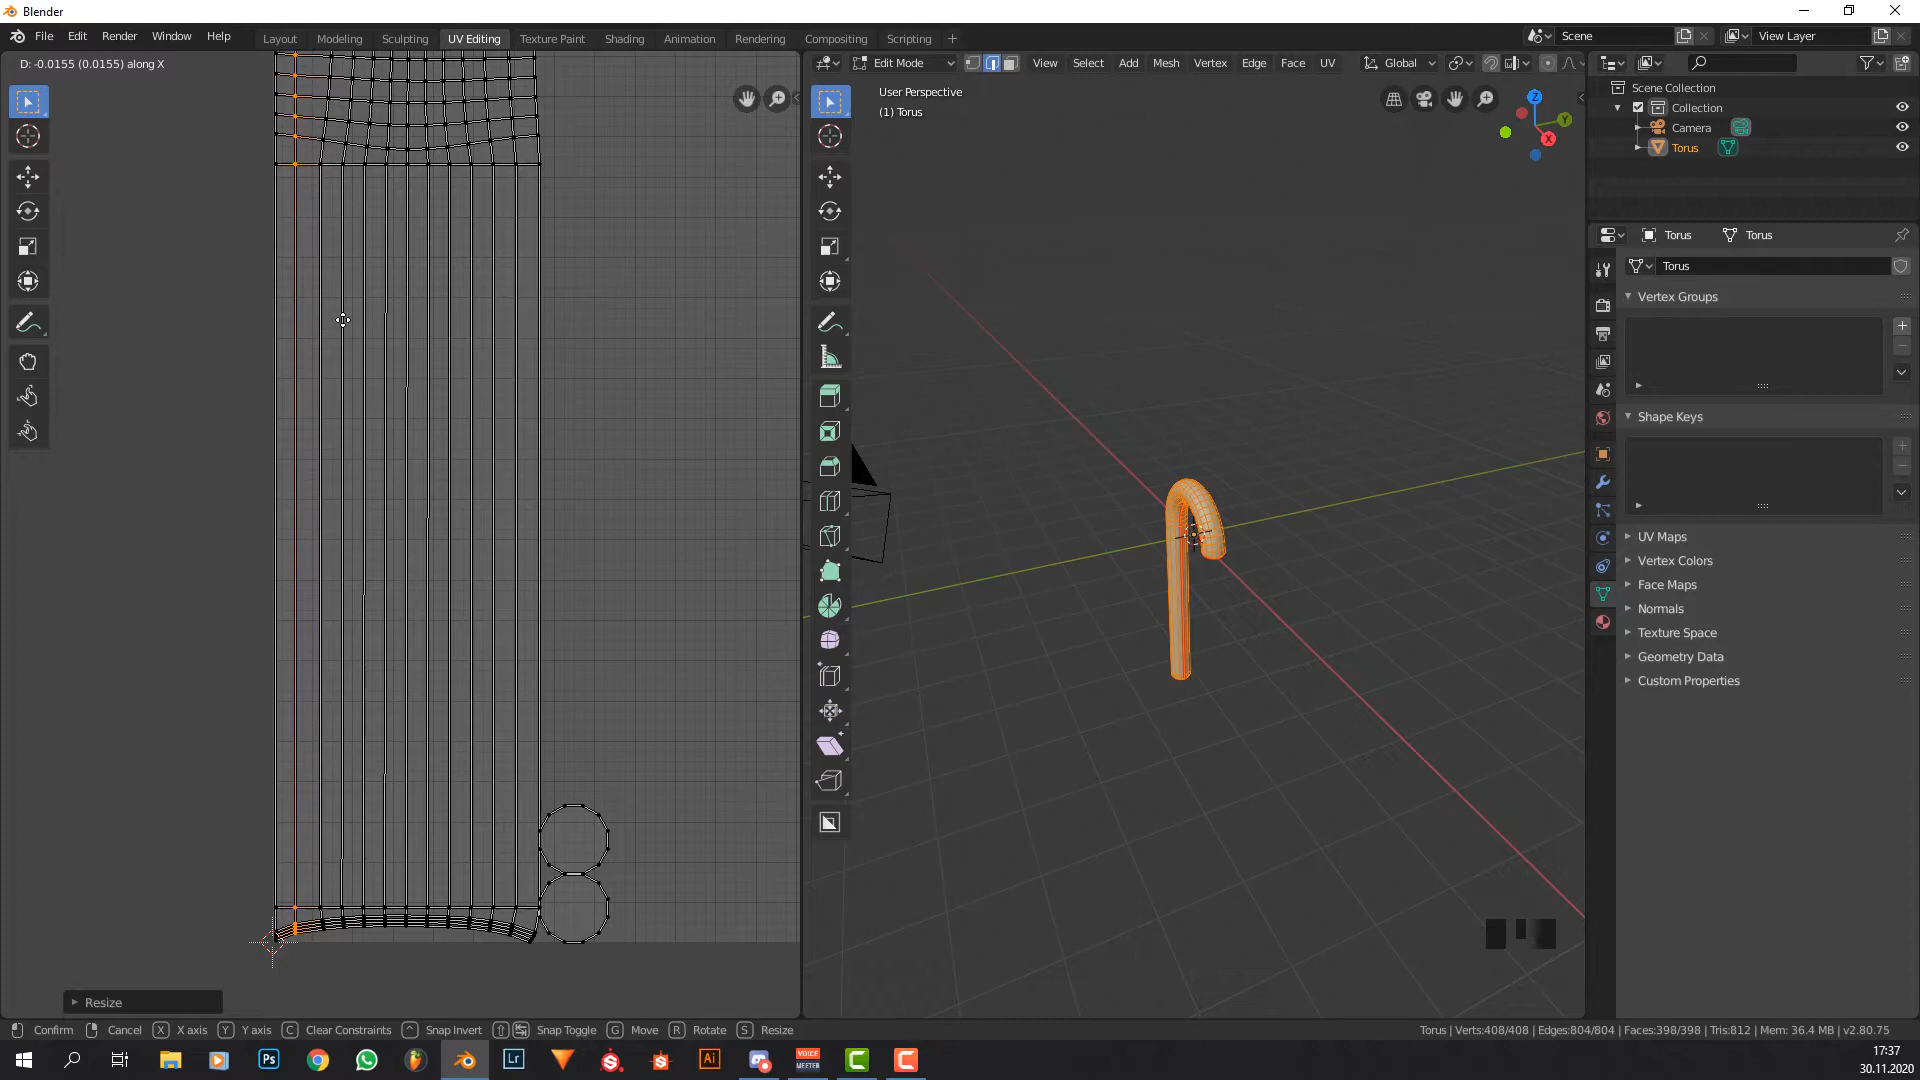 Blender
File Edit Render Window Help
Layout Modeling Sculpting UV Editing Texture Paint Shading Animation Rendering Compositing Scripting +
Scene
View Layer
D: -0.0155 (0.0155) along X
Edit Mode View Select Add Mesh Vertex Edge Face UV Global
User Perspective
(1) Torus
Z
Y
X
Scene Collection
Collection
Camera
Torus
Torus Torus
Torus
Vertex Groups
Shape Keys
UV Maps
Vertex Colors
Face Maps
Normals
Texture Space
Geometry Data
Custom Properties
Resize
Confirm Cancel X X axis Y Y axis C Clear Constraints ^ Snap Invert Snap Toggle G Move R Rotate S Resize
Torus | Verts:408/408 | Edges:804/804 | Faces:398/398 | Tris:812 | Mem: 36.4 MB | v2.80.75
Ps
Lr
Ai
VOICE
MEETER
C
C
17:37
30.11.2020